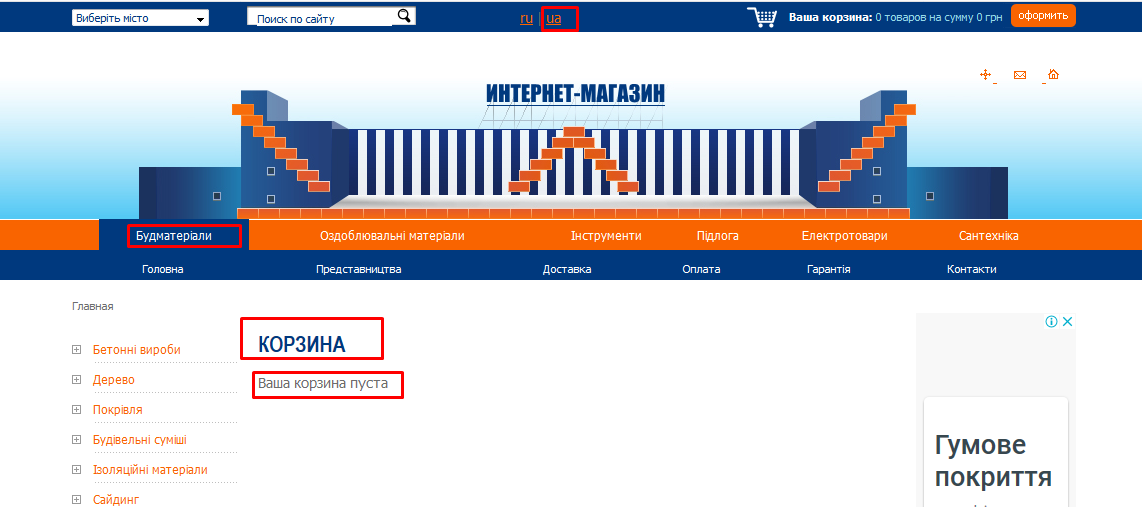 Виберіть місто
Поиск по сайту
ru | ua
Ваша корзина: 0 товаров на сумму 0 грн
оформить
ИНТЕРНЕТ-МАГАЗИН
Будматеріали
Оздоблювальні матеріали
Інструменти
Підлога
Електротовари
Сантехніка
Головна
Представництва
Доставка
Оплата
Гарантія
Контакти
Главная
Бетонні вироби
Дерево
Покрівля
Будівельні суміші
Ізоляційні матеріали
Сайдинг
КОРЗИНА
Ваша корзина пуста
Гумове
покриття